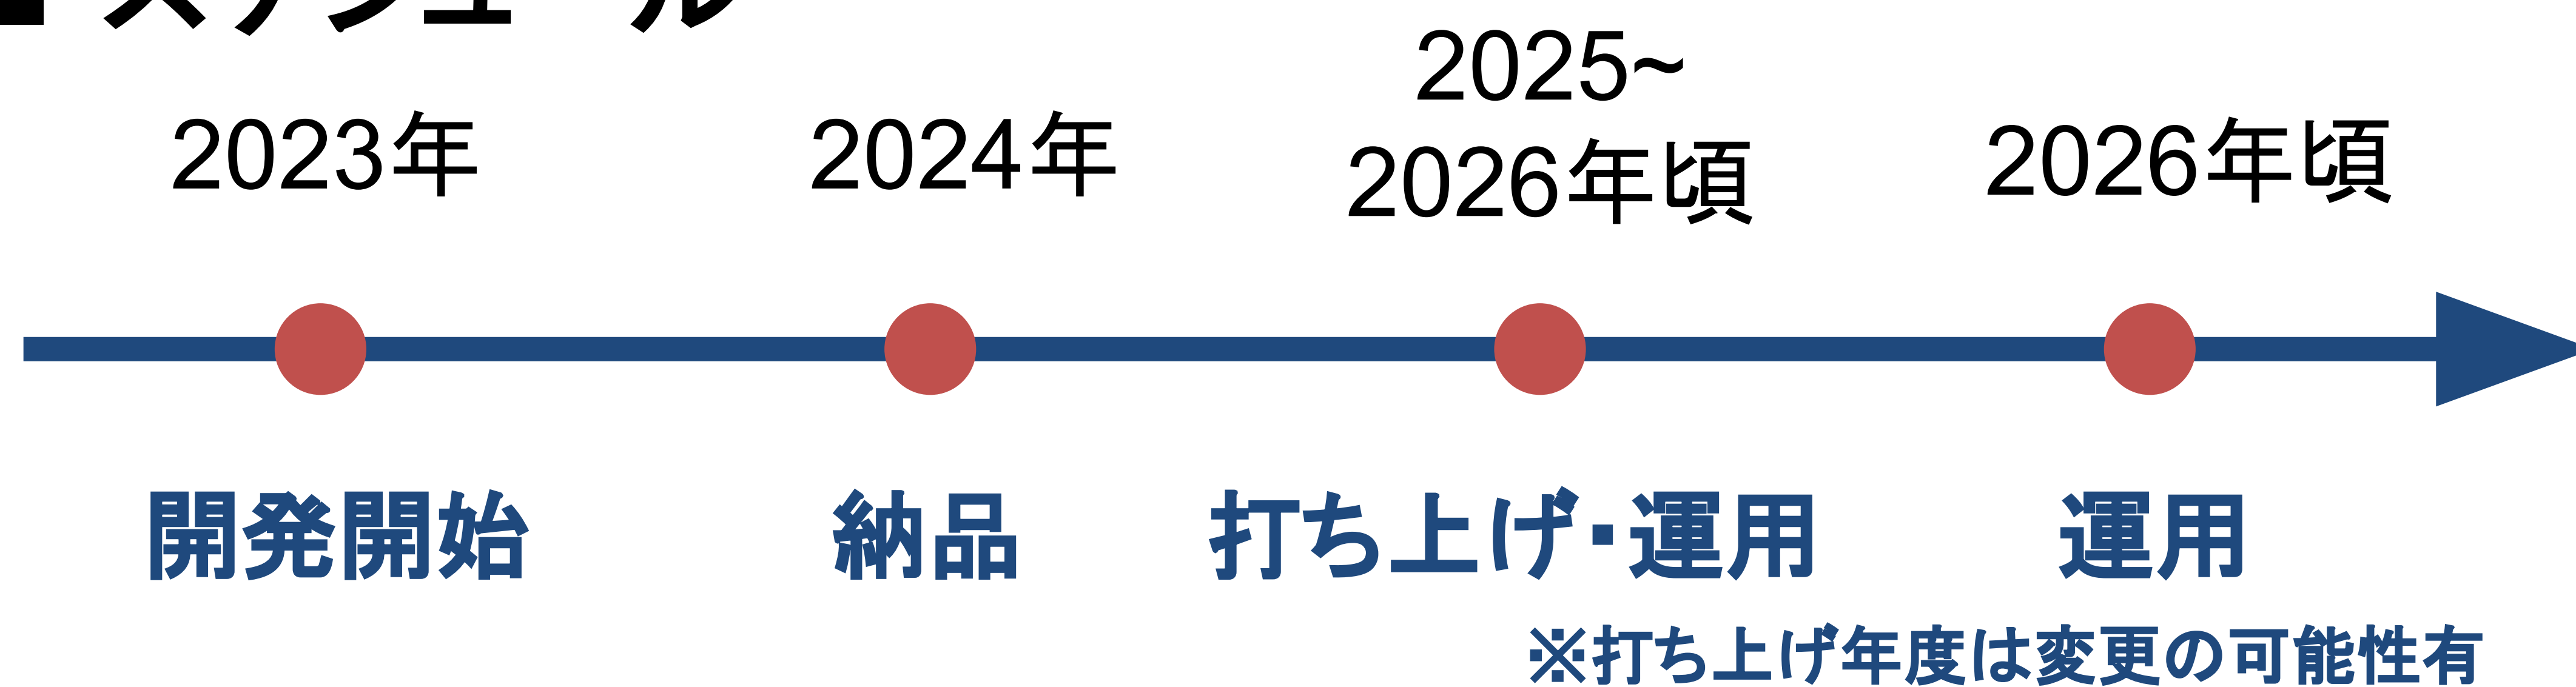 2023年
2024年
2025~
2026年頃
2026年頃
開発開始
納品
打ち上げ・運用
運用
※打ち上げ年度は変更の可能性有